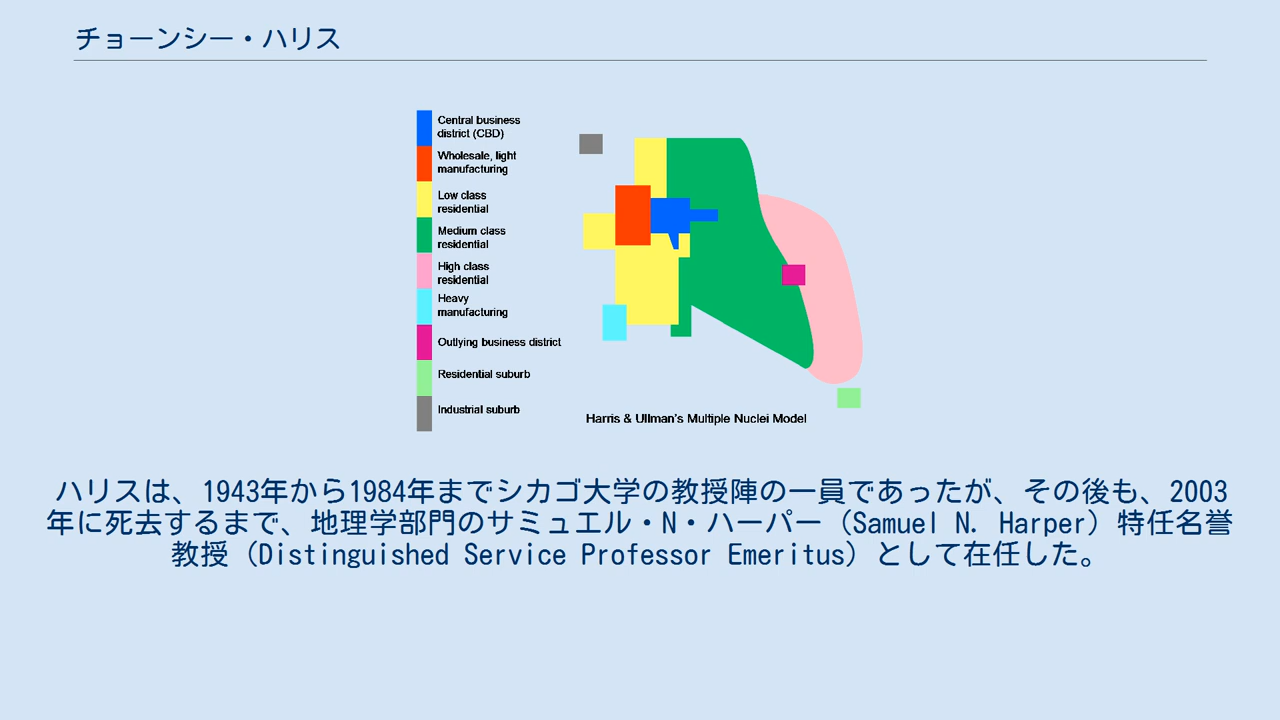 チョーンシー・ハリス
Central business
district (CBD)
Wholesale, light
manufacturing
Low class
residential
Medium class
residential
High class
residential
Heavy
manufacturing
Outlying business district
Residential suburb
Industrial suburb
Harris & Ullman's Multiple Nuclei Model
ハリスは、1943年から1984年までシカゴ大学の教授陣の一員であったが、その後も、2003
年に死去するまで、地理学部門のサミュエル・N・ハーパー（Samuel N. Harper）特任名誉
教授（Distinguished Service Professor Emeritus）として在任した。